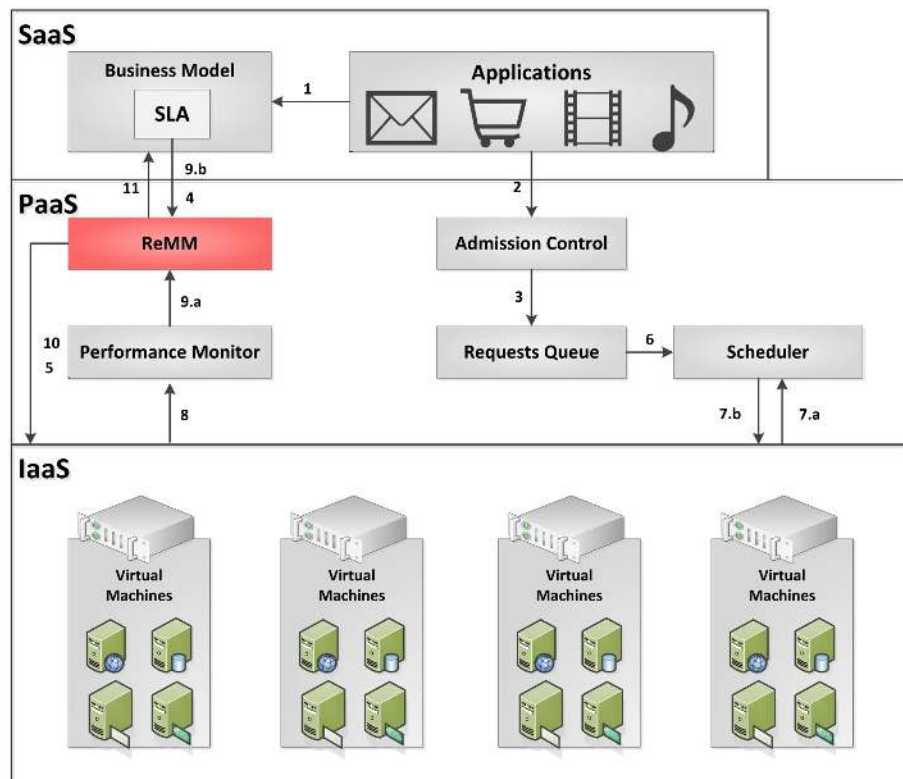 SaaS
Business Model
SLA
Applications
1
9.b
11
4
2
PaaS
ReMM
Admission Control
9.a
3
10
5
Performance Monitor
Requests Queue
6
Scheduler
8
7.b
7.a
IaaS
Virtual
Machines
Virtual
Machines
Virtual
Machines
Virtual
Machines